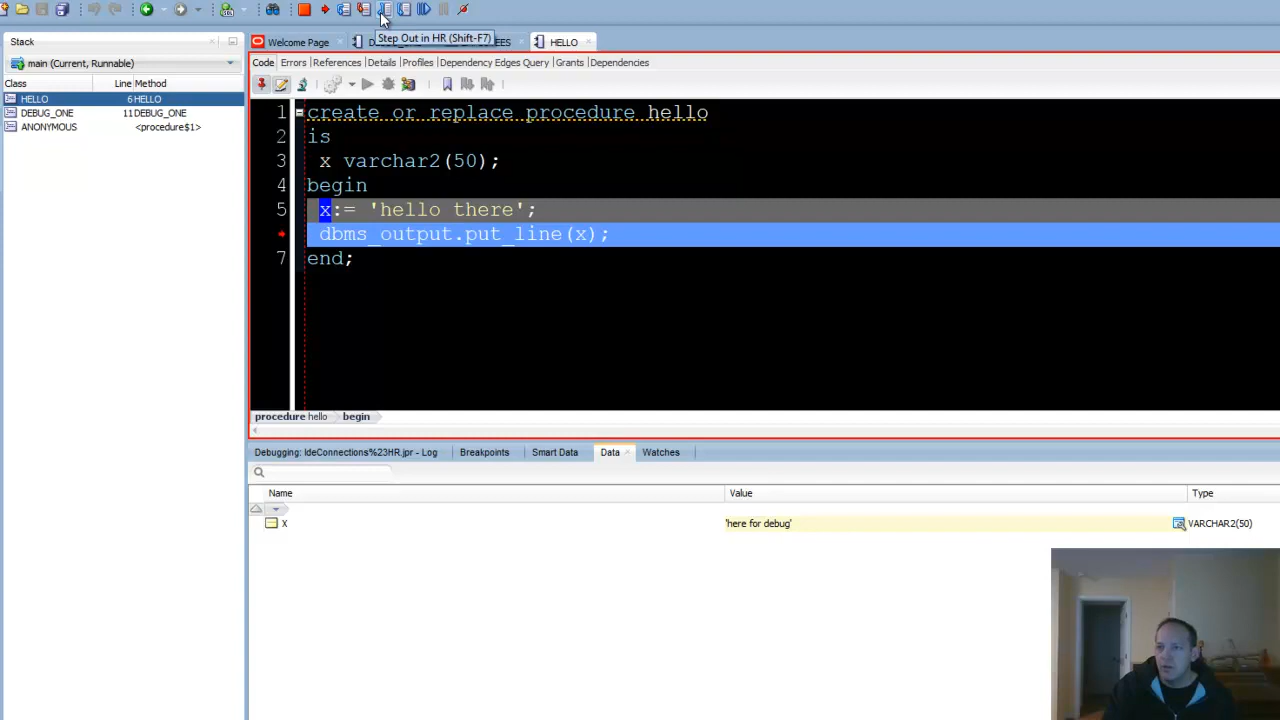 Stack
main (Current, Runnable)
Class Line Method
HELLO 6 HELLO
DEBUG_ONE 11 DEBUG_ONE
ANONYMOUS <procedure$1>
Welcome Page
HELLO
Step Out in HR (Shift-F7)
Code Errors References Details Profiles Dependency Edges Query Grants Dependencies
1 create or replace procedure hello
2 is
3 x varchar2(50);
4 begin
5 x:= 'hello there';
dbms_output.put_line(x);
7 end;
procedure hello begin
Debugging: IdeConnections%23HR.jpr - Log Breakpoints Smart Data Data Watches
Name Value Type
X 'here for debug' VARCHAR2(50)